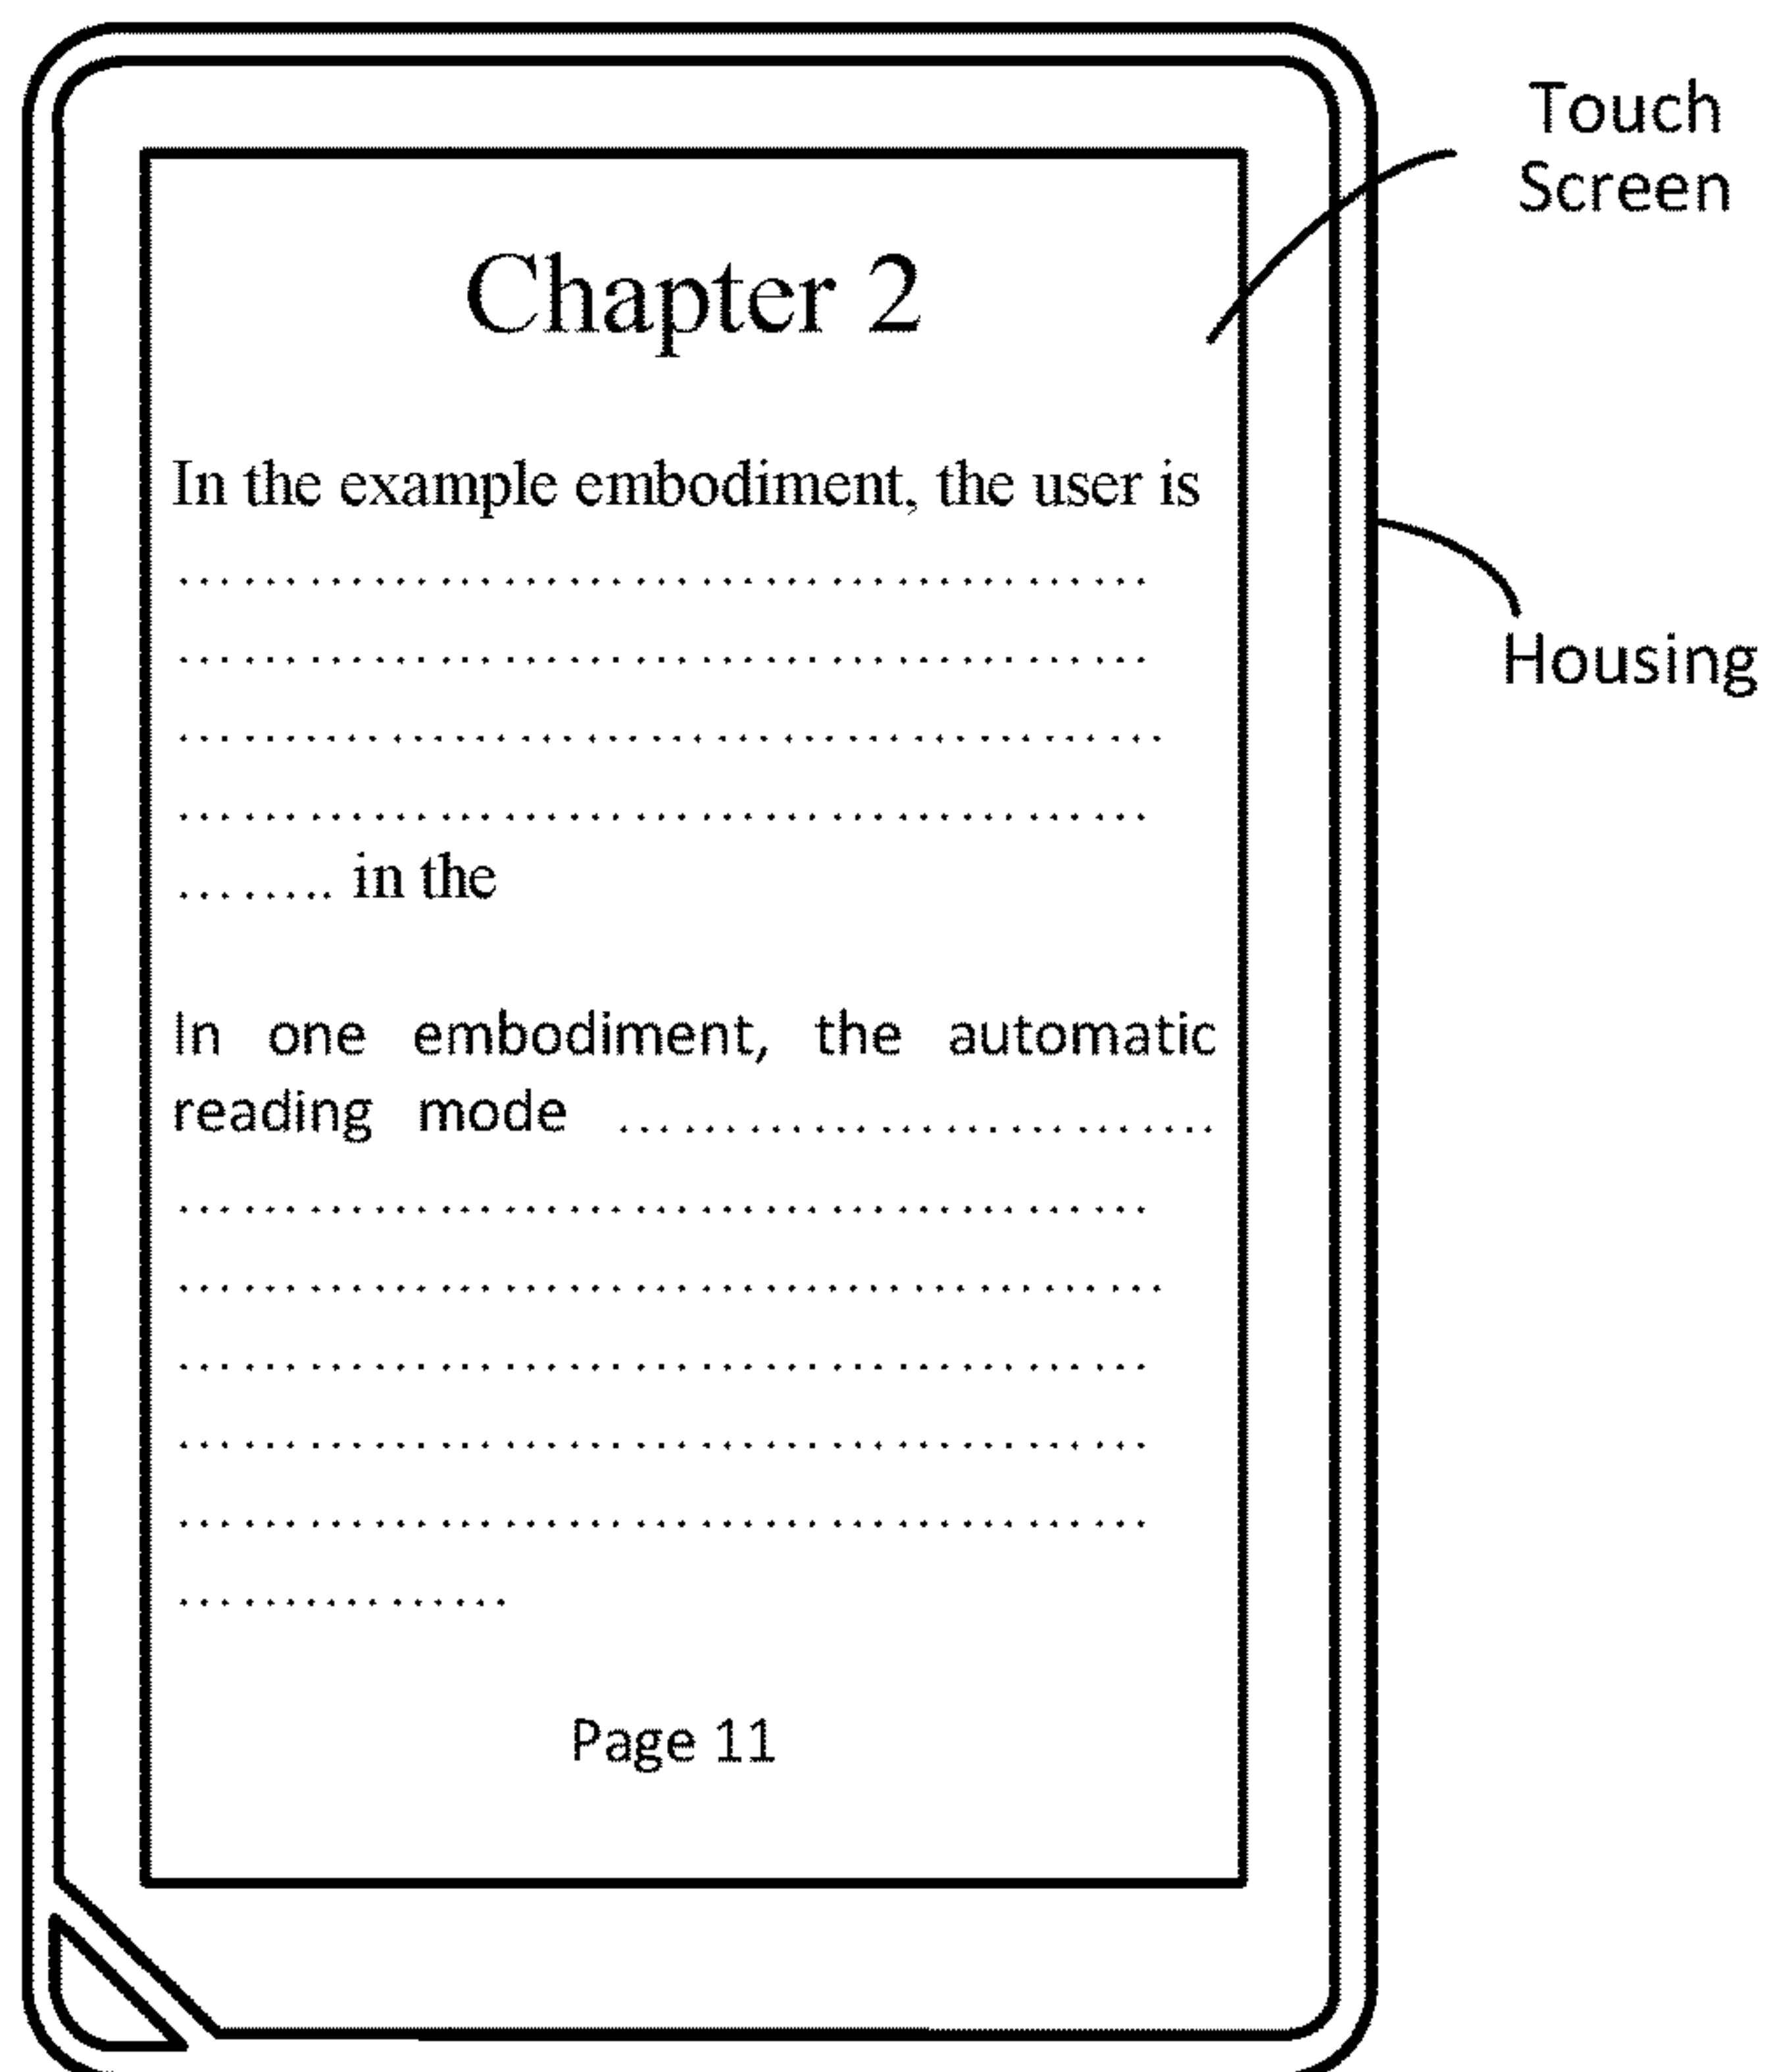 Touch
Screen
Chapter 2
In the example embodiment, the user is
.............................................
.............................................
.............................................
.............................................
........ in the
Housing
In one embodiment, the automatic
reading mode ............................
.............................................
.............................................
.............................................
.............................................
.............................................
................
Page 11